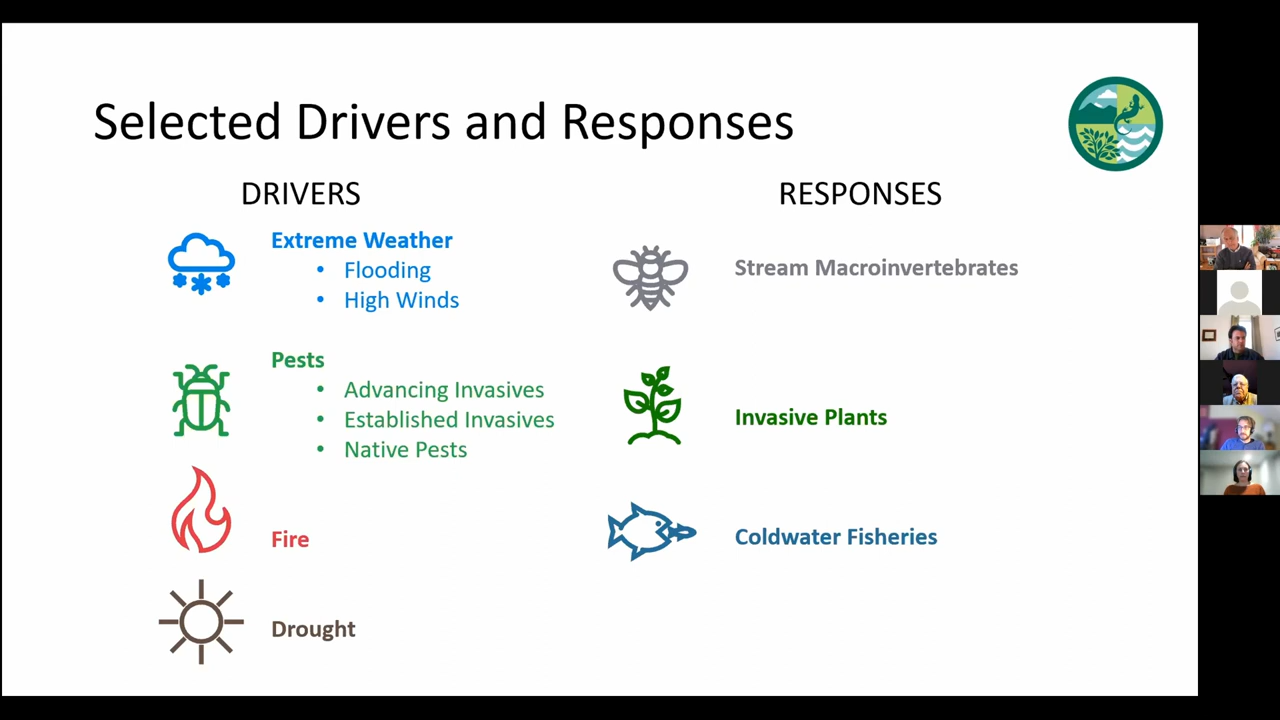 Selected Drivers and Responses
DRIVERS
Extreme Weather
• Flooding
• High Winds
Pests
• Advancing Invasives
• Established Invasives
• Native Pests
Fire
Drought
RESPONSES
Stream Macroinvertebrates
Invasive Plants
Coldwater Fisheries